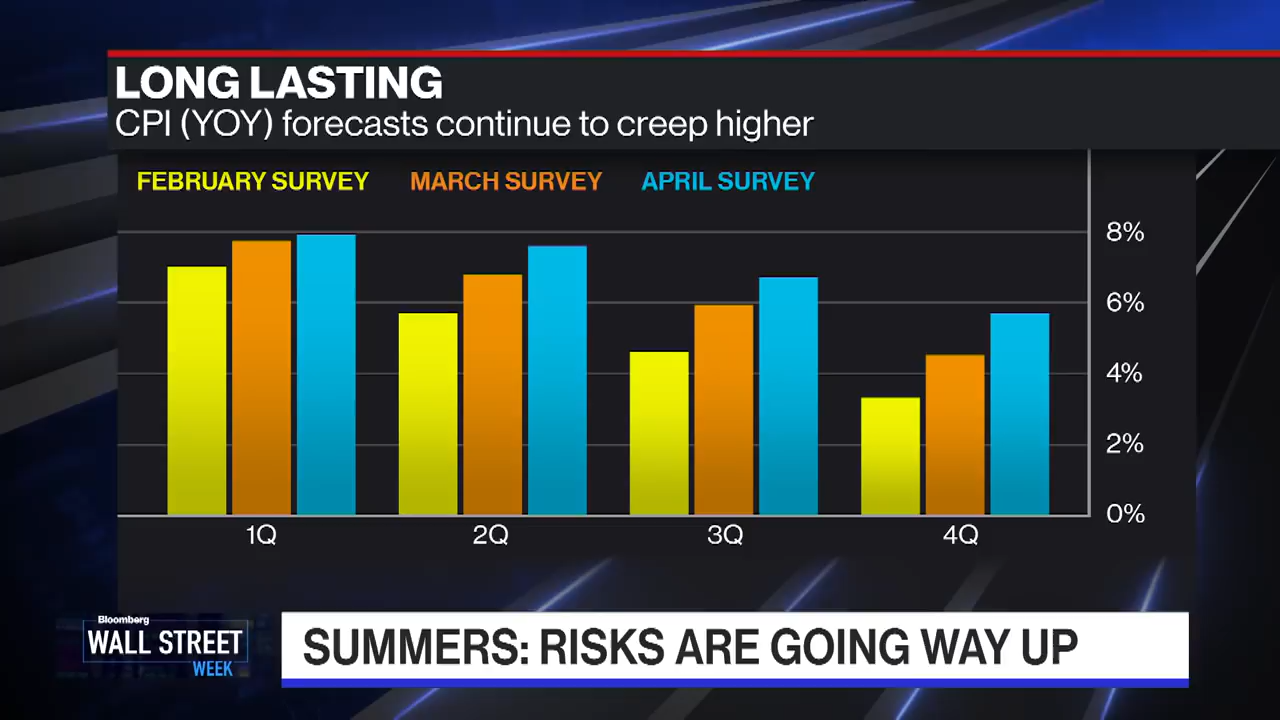 LONG LASTING
CPI (YOY) forecasts continue to creep higher
FEBRUARY SURVEY MARCH SURVEY APRIL SURVEY
8%
6%
4%
2%
0%
1Q 2Q 3Q 4Q
Bloomberg
WALL STREET
WEEK
SUMMERS: RISKS ARE GOING WAY UP